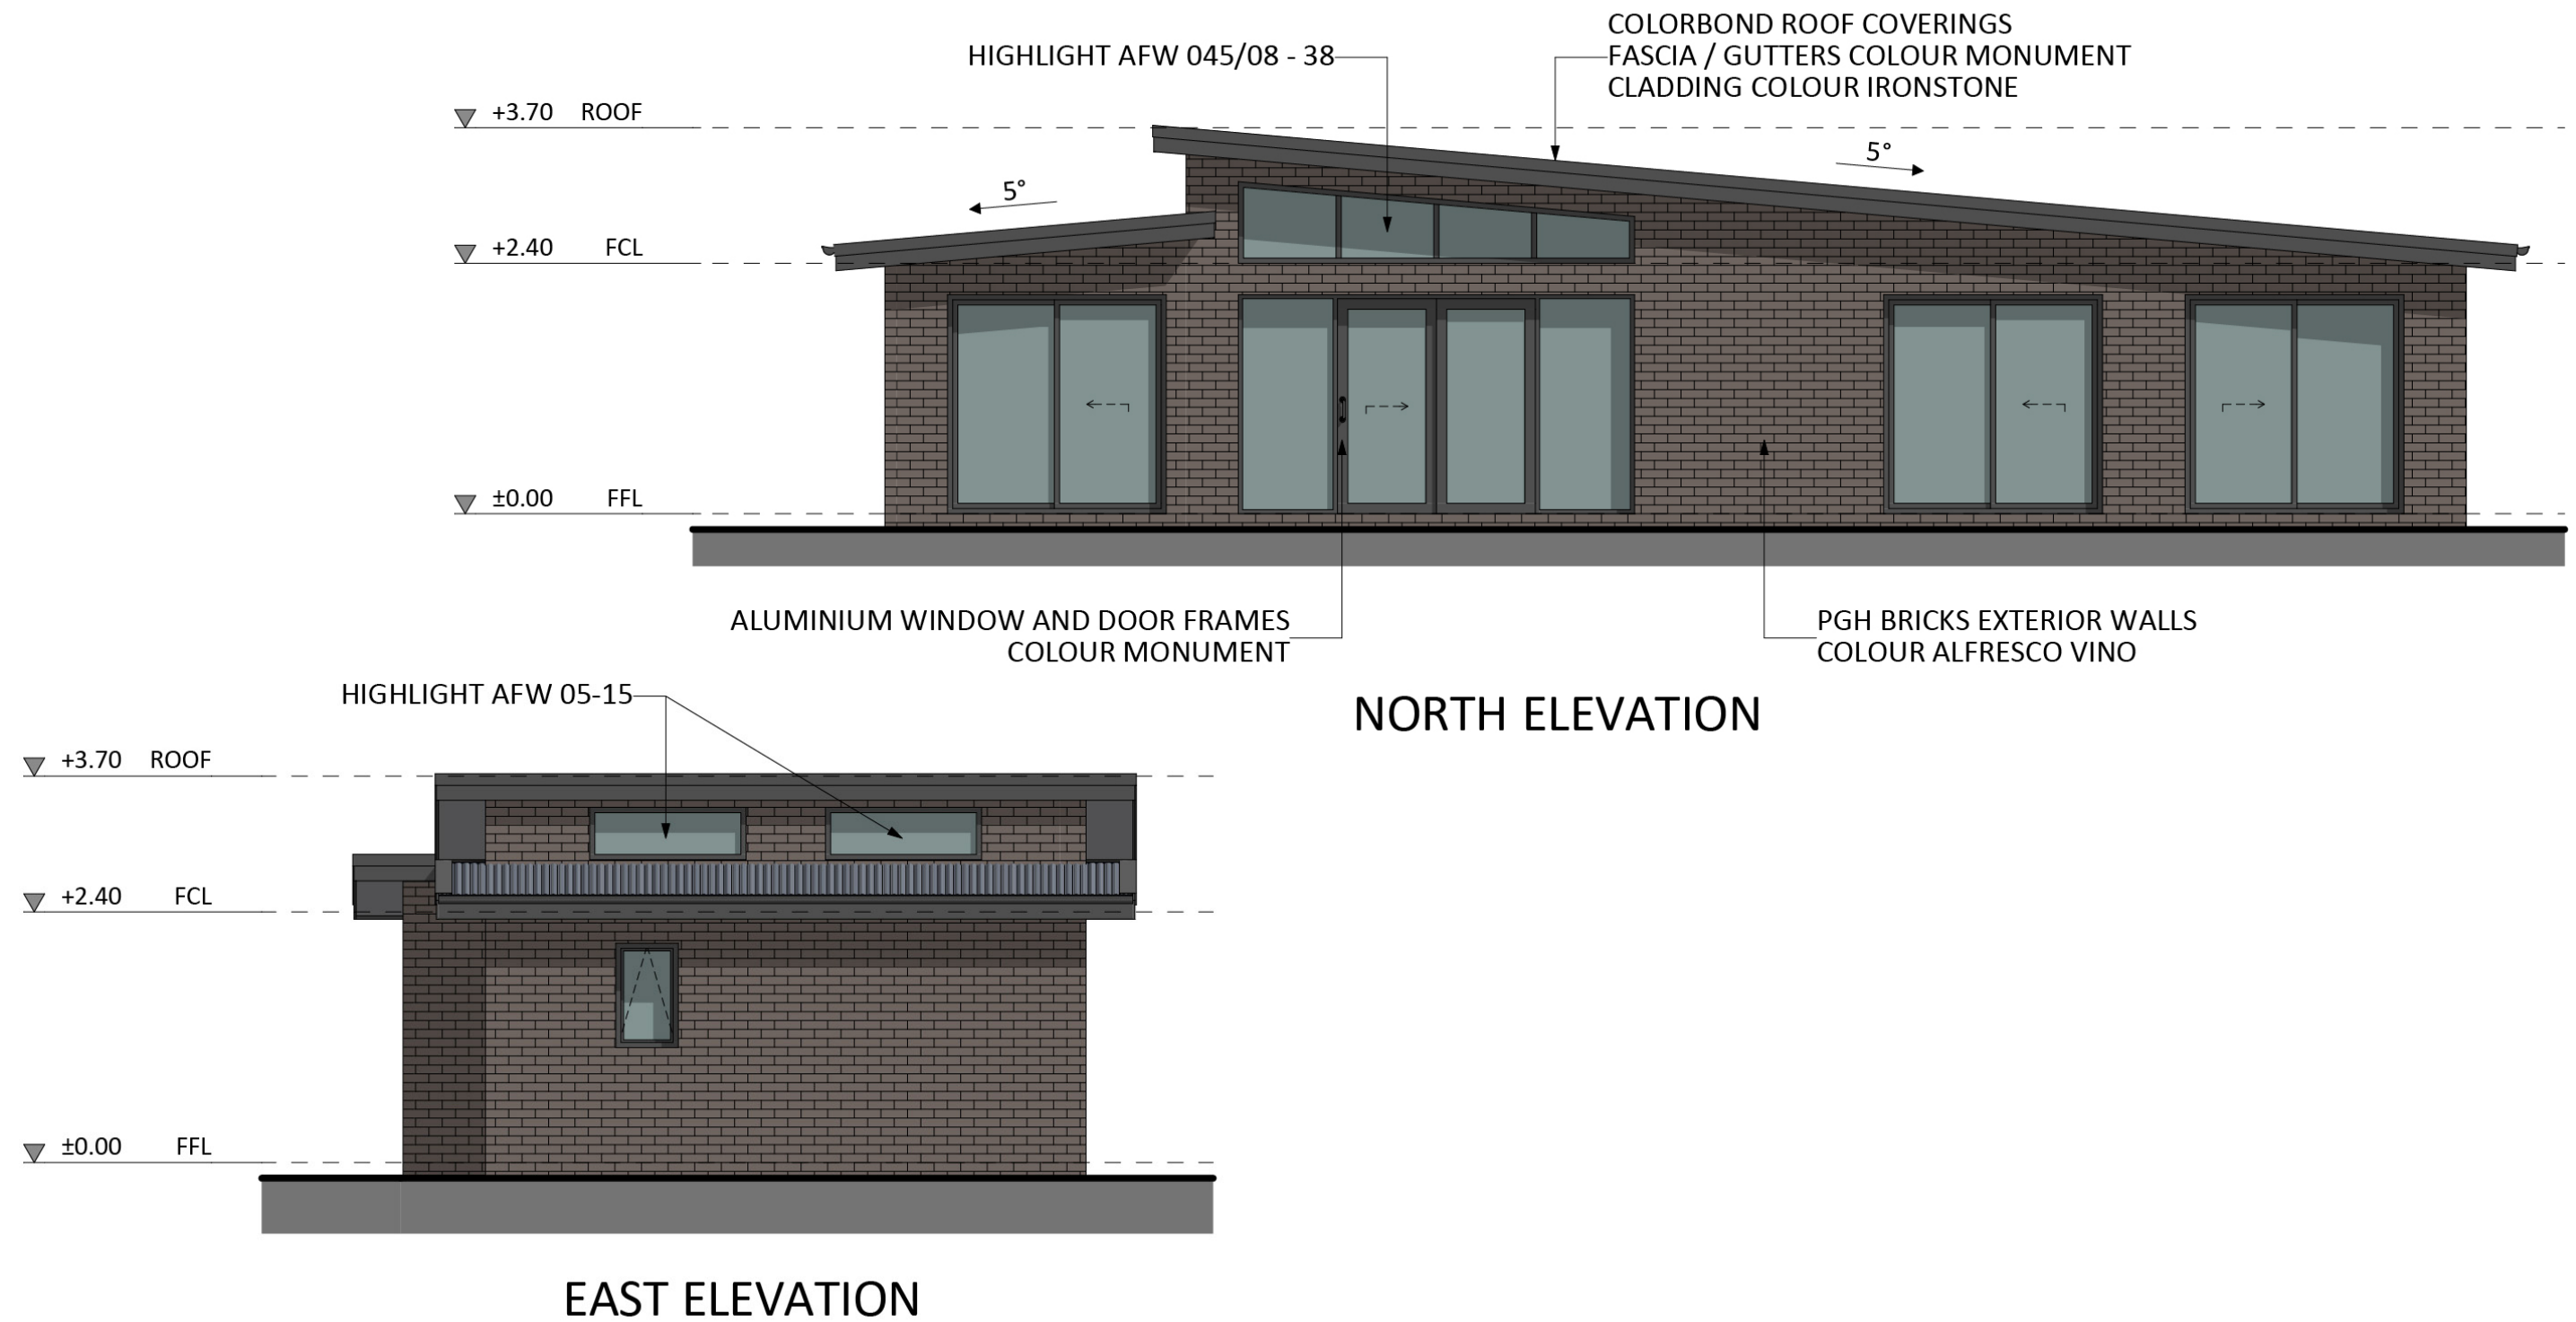 COLORBOND ROOF COVERINGS
HIGHLIGHT AFW 045/08 - 38
FASCIA / GUTTERS COLOUR MONUMENT
CLADDING COLOUR IRONSTONE
+3.70 ROOF
5°
5°
+2.40 FCL
±0.00 FFL
ALUMINIUM WINDOW AND DOOR FRAMES
COLOUR MONUMENT
PGH BRICKS EXTERIOR WALLS
COLOUR ALFRESCO VINO
NORTH ELEVATION
HIGHLIGHT AFW 05-15
+3.70 ROOF
+2.40 FCL
±0.00 FFL
EAST ELEVATION